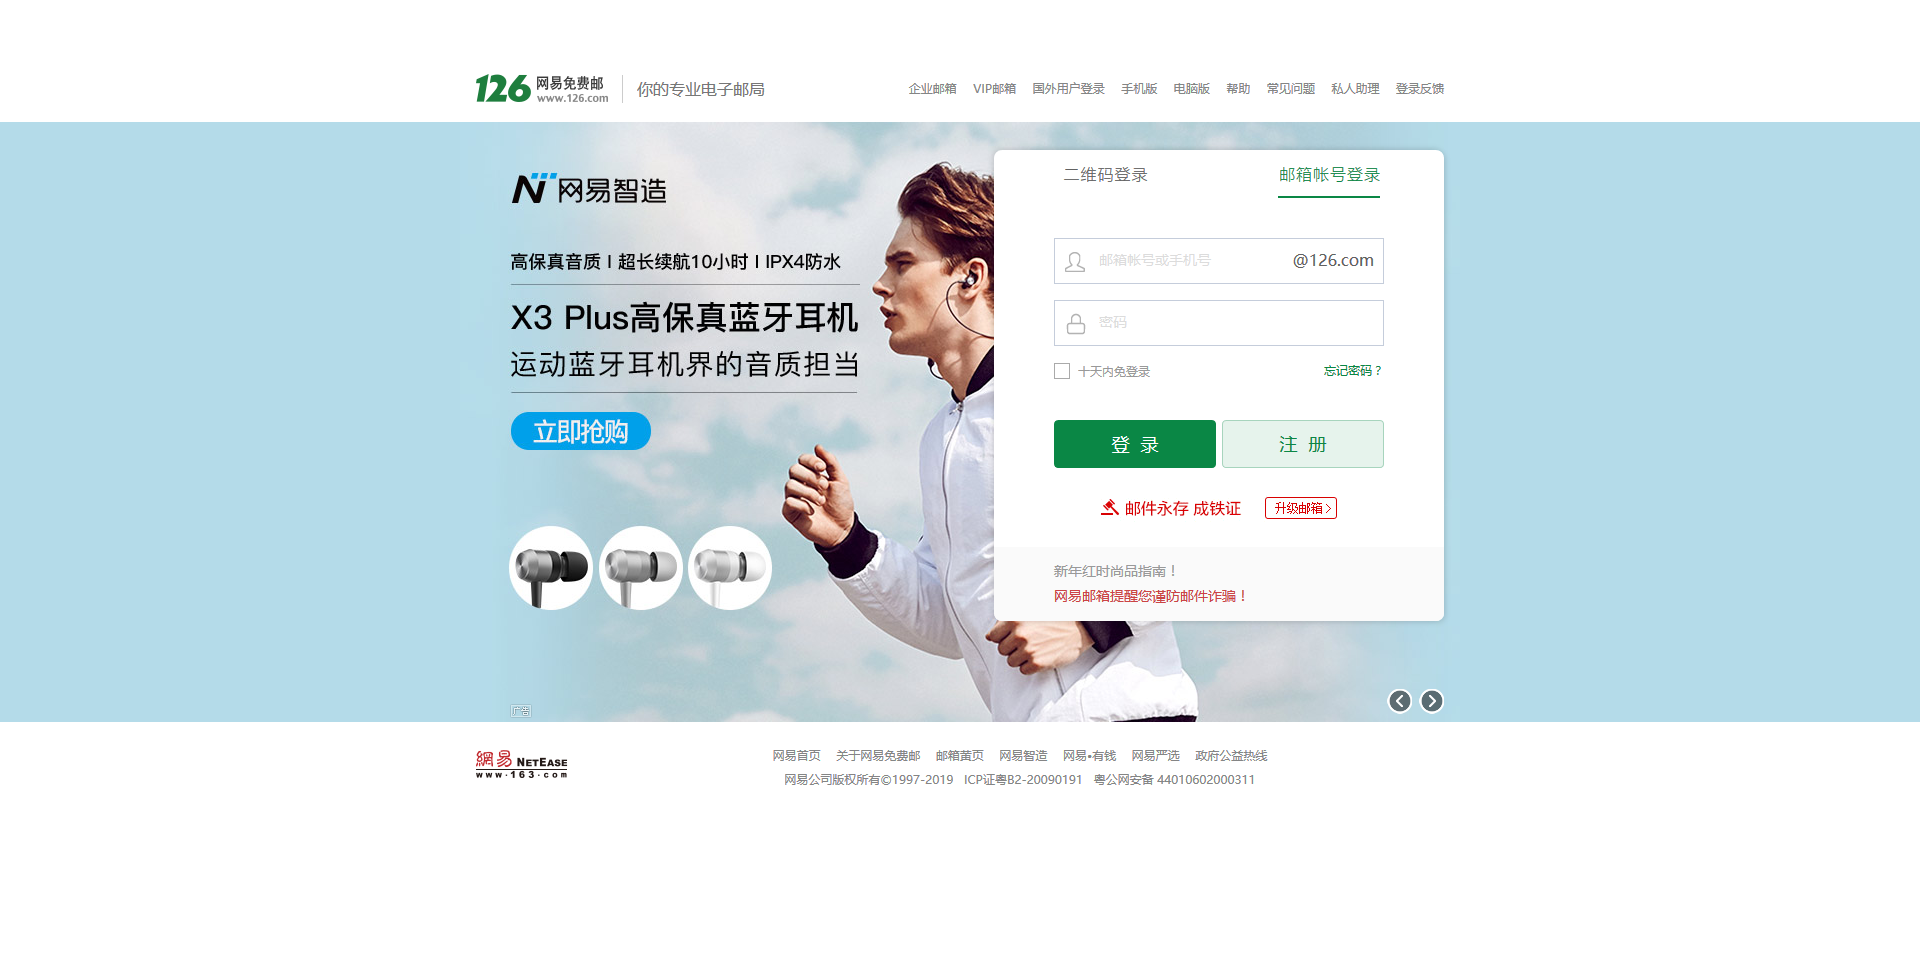 126 网易免费邮 www.126.com 你的专业电子邮局
企业邮箱 VIP邮箱 国外用户登录 手机版 电脑版 帮助 常见问题 私人助理 登录反馈
网易智造
高保真音质 | 超长续航10小时 | IPX4防水
X3 Plus高保真蓝牙耳机
运动蓝牙耳机界的音质担当
立即抢购
广告
二维码登录 邮箱帐号登录
邮箱帐号或手机号 @126.com
密码
十天内免登录 忘记密码？
登 录 注 册
邮件永存 成铁证 升级邮箱
新年红时尚品指南！
网易邮箱提醒您谨防邮件诈骗！
網易 NETEASE
www.163.com
网易首页 关于网易免费邮 邮箱黄页 网易智造 网易•有钱 网易严选 政府公益热线
网易公司版权所有©1997-2019 ICP证粤B2-20090191 粤公网安备 44010602000311